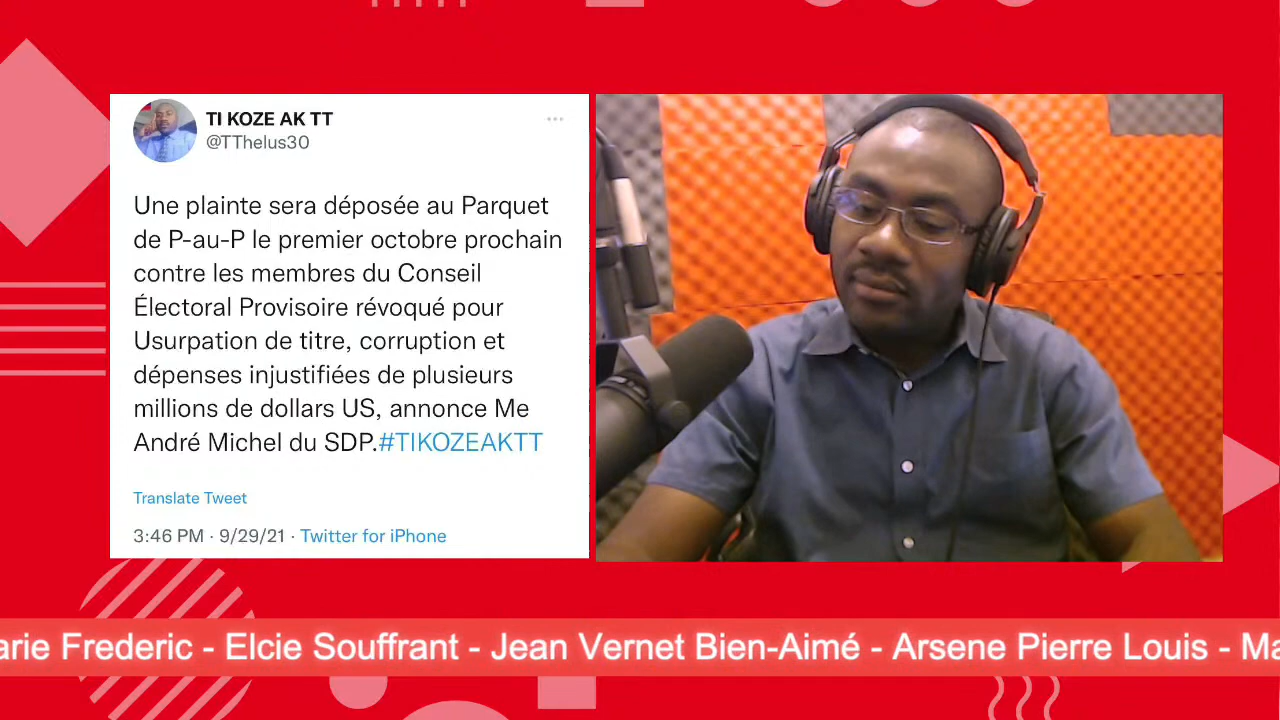 TI KOZE AK TT
@TThelus30
Une plainte sera déposée au Parquet
de P-au-P le premier octobre prochain
contre les membres du Conseil
Électoral Provisoire révoqué pour
Usurpation de titre, corruption et
dépenses injustifiées de plusieurs
millions de dollars US, annonce Me
André Michel du SDP.#TIKOZEAKTT
Translate Tweet
3:46 PM · 9/29/21 · Twitter for iPhone
arie Frederic - Elcie Souffrant - Jean Vernet Bien-Aimé - Arsene Pierre Louis - Ma